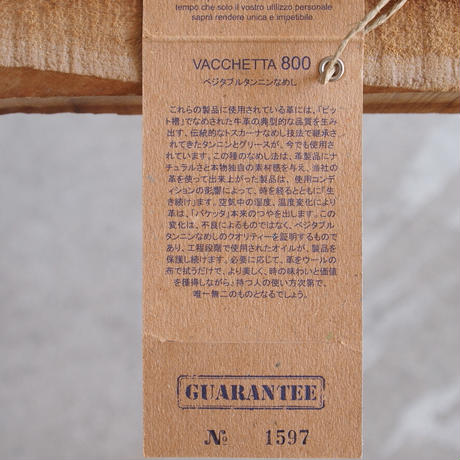 tempo che solo il vostro utilizzo personale
saprà rendere unica e impetibile.
VACCHETTA 800
ベジタブルタンニンなめし
これらの製品に使用されている革には、『ピッ
ト槽』でなめされた牛革の典型的な品質を生み
出す、伝統的なトスカーナなめし技法で継承さ
れてきたタンニンとグリースが、今でも使用さ
れています。この種のなめし法は、革製品にナ
チュラルさと本物独自の素材感を与え、当社の
革を使って出来上がった製品は、使用コンデ
ィションの影響によって、時を経るとともに「生
き続け」ます。空気中の湿度、温度変化により
革は、「バケッタ」本来のつやを出します。この
変化は、不良によるものではなく、ベジタブル
タンニンなめしのクオリティーを証明するもので
あり、工程段階で使用されたオイルが、製品を
保護し続けます。必要に応じて、革をウールの
布で拭うだけで、より美しく、時の味わいと価値
を獲得しながら、持つ人の使い方次第で、
唯一無二のものとなるでしょう。
GUARANTEE
№ 1597